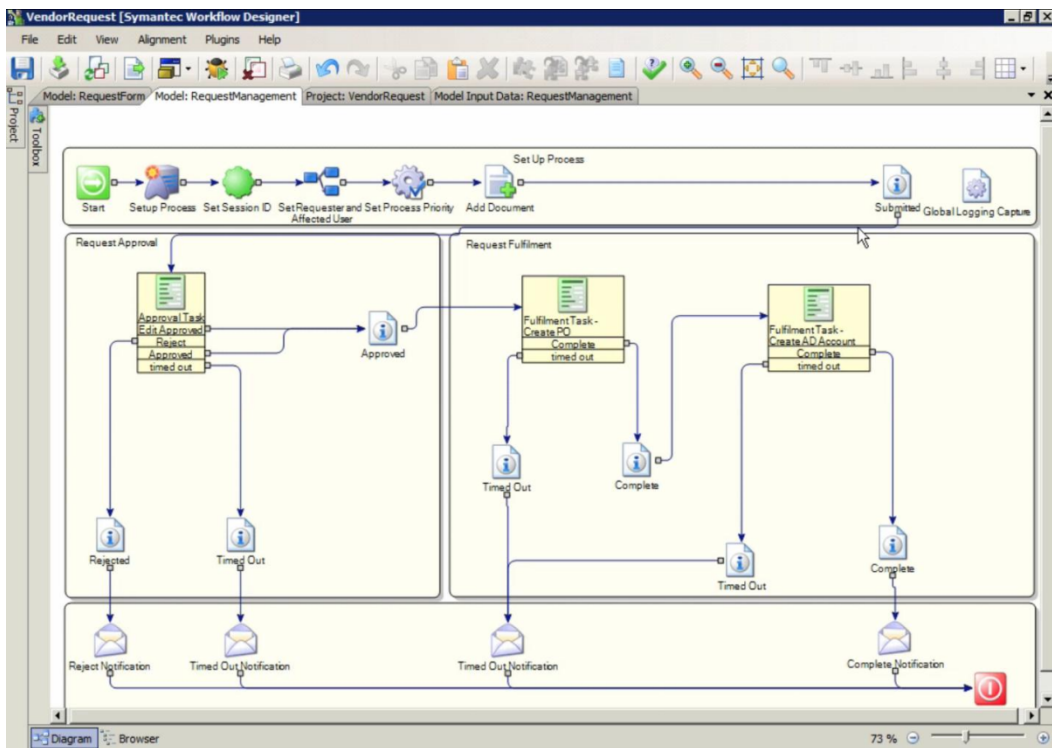 VendorRequest [Symantec Workflow Designer]
File Edit View Alignment Plugins Help
Model: RequestForm Model: RequestManagement Project: VendorRequest Model Input Data: RequestManagement
Project
Toolbox
Set Up Process
Start
Setup Process
Set Session ID
Set Requester and
Affected User
Set Process Priority
Add Document
Submitted
Global Logging Capture
Request Approval
Approval Task
Edit Approved
Reject
Approved
timed out
Approved
Rejected
Timed Out
Request Fulfilment
Fulfilment Task -
Create PO
Complete
timed out
Fulfilment Task -
Create AD Account
Complete
timed out
Timed Out
Complete
Timed Out
Complete
Reject Notification
Timed Out Notification
Timed Out Notification
Complete Notification
Diagram Browser
73 %